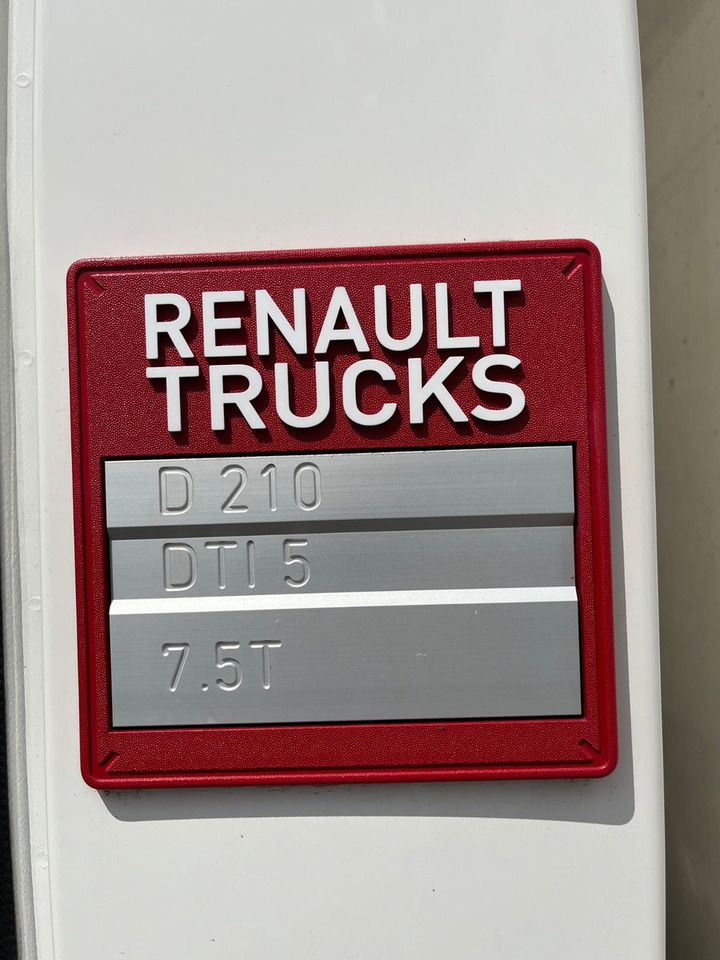 RENAULT
TRUCKS
D 210
DTI 5
7.5T